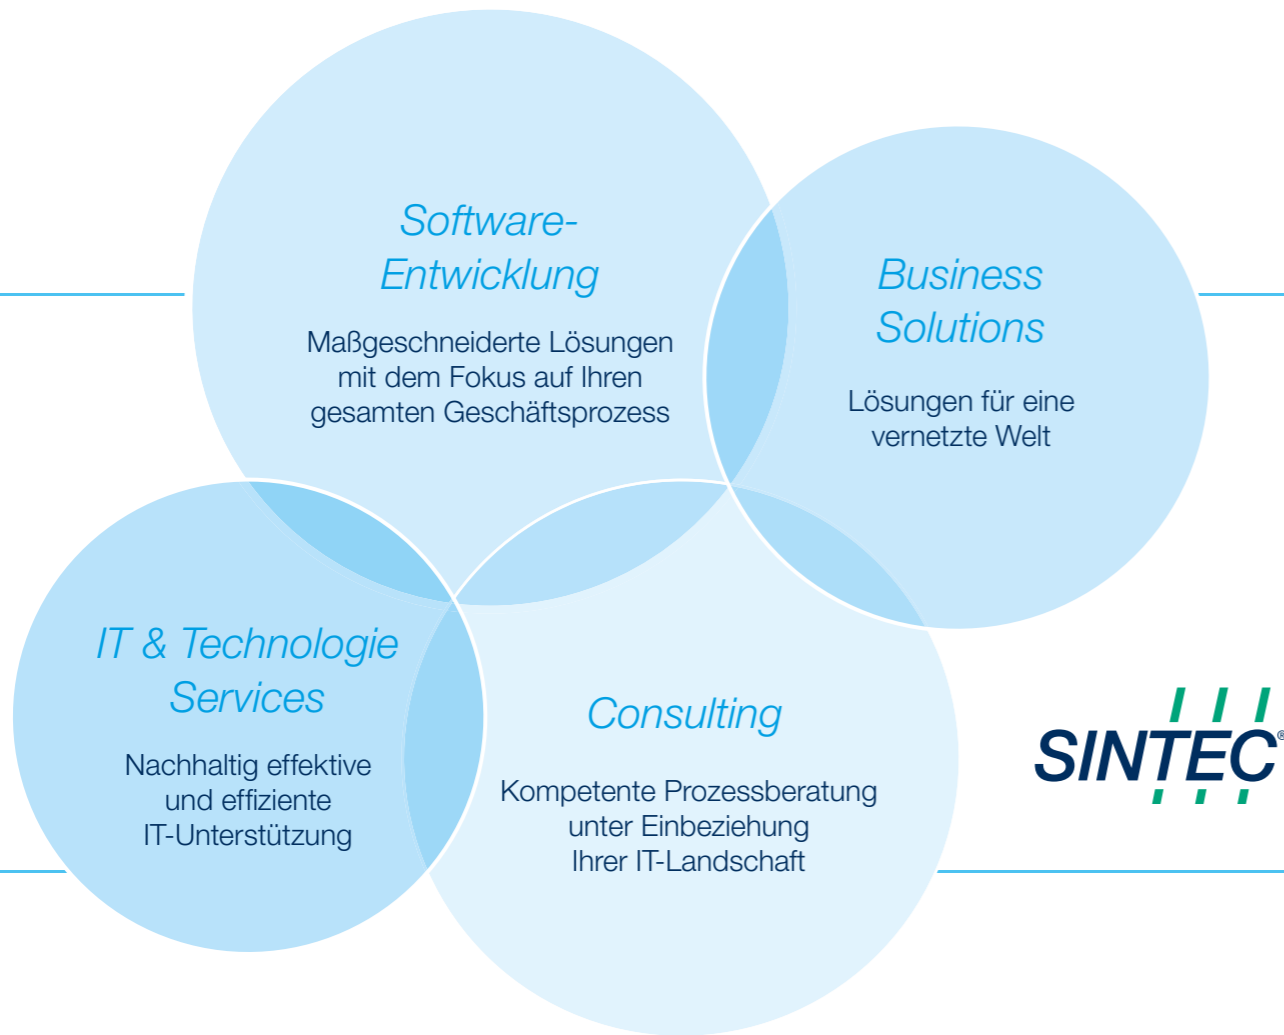 Software-
Entwicklung
Maßgeschneiderte Lösungen
mit dem Fokus auf Ihren
gesamten Geschäftsprozess
Business
Solutions
Lösungen für eine
vernetzte Welt
IT & Technologie
Services
Nachhaltig effektive
und effiziente
IT-Unterstützung
Consulting
Kompetente Prozessberatung
unter Einbeziehung
Ihrer IT-Landschaft
SINTEC®